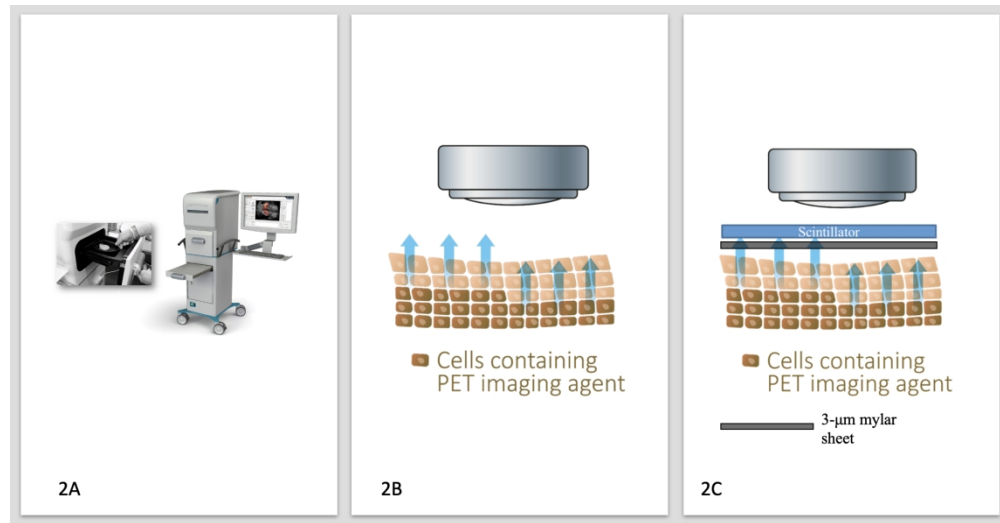 Cells containing
PET imaging agent
Scintillator
Cells containing
PET imaging agent
3-μm mylar
sheet
2A
2B
2C